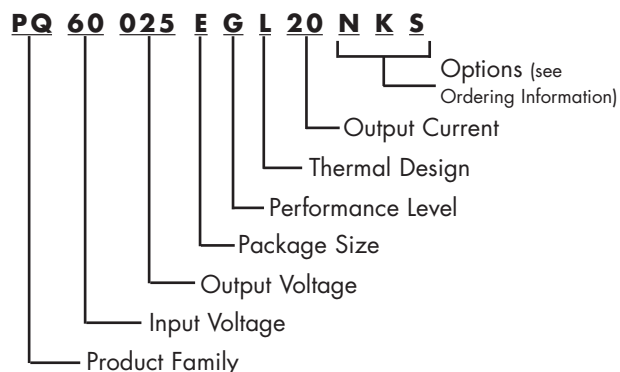 PQ 60 025 E G L 20 N K S
Options (see
Ordering Information)
Output Current
Thermal Design
Performance Level
Package Size
Output Voltage
Input Voltage
Product Family